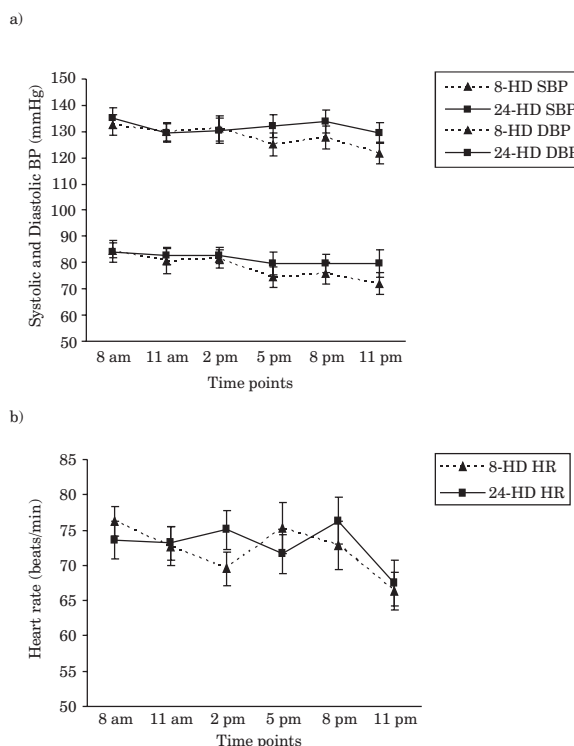 a)
Systolic and Diastolic BP (mmHg)
150
140
130
120
110
100
90
80
70
60
50
8 am 11 am 2 pm 5 pm 8 pm 11 pm
Time points
8-HD SBP
24-HD SBP
8-HD DBP
24-HD DBP
b)
Heart rate (beats/min)
85
80
75
70
65
60
55
50
8 am 11 am 2 pm 5 pm 8 pm 11 pm
Time points
8-HD HR
24-HD HR